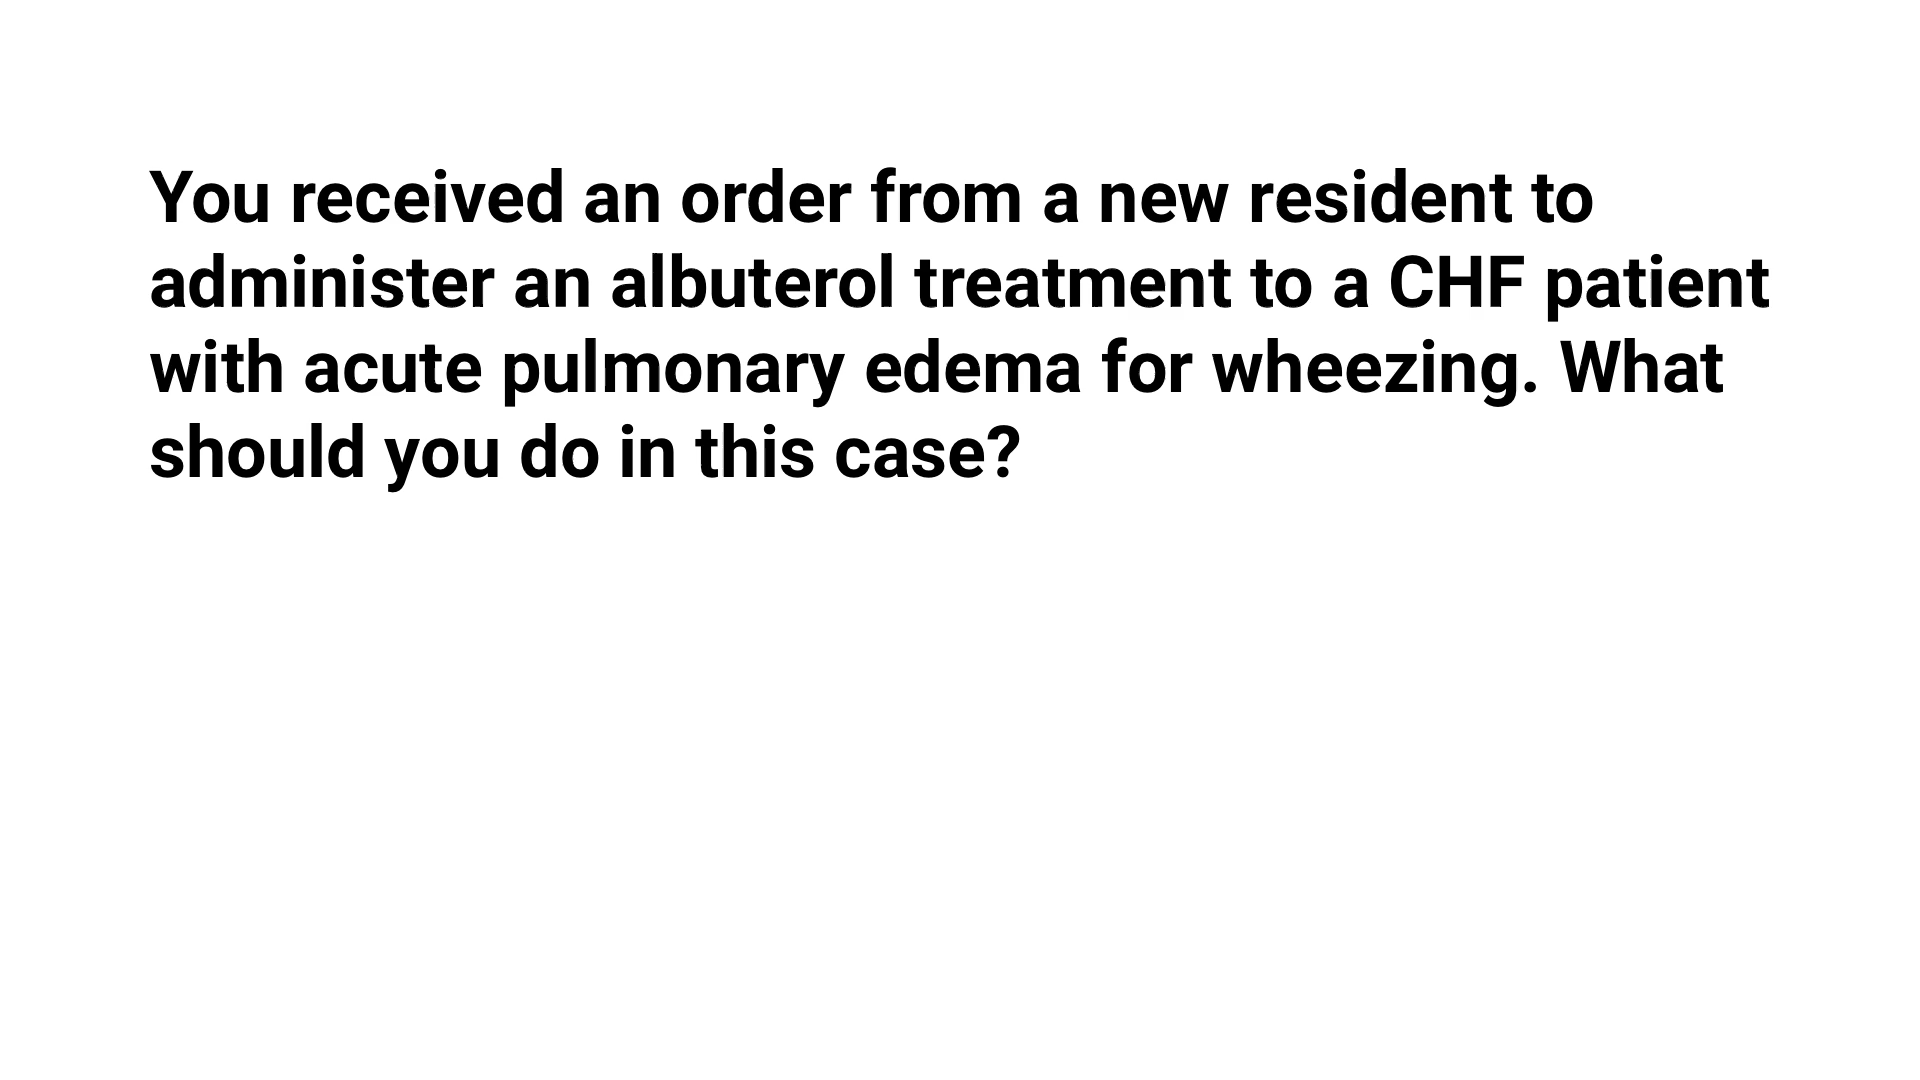 You received an order from a new resident to
administer an albuterol treatment to a CHF patient
with acute pulmonary edema for wheezing. What
should you do in this case?